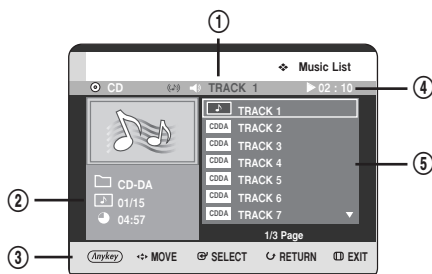 ①
❖ Music List
CD TRACK 1 02 : 10
④
TRACK 1
CDDA TRACK 2
CDDA TRACK 3
CDDA TRACK 4
CDDA TRACK 5
CDDA TRACK 6
CDDA TRACK 7
⑤
CD-DA
01/15
04:57
②
1/3 Page
③
Anykey MOVE SELECT RETURN EXIT